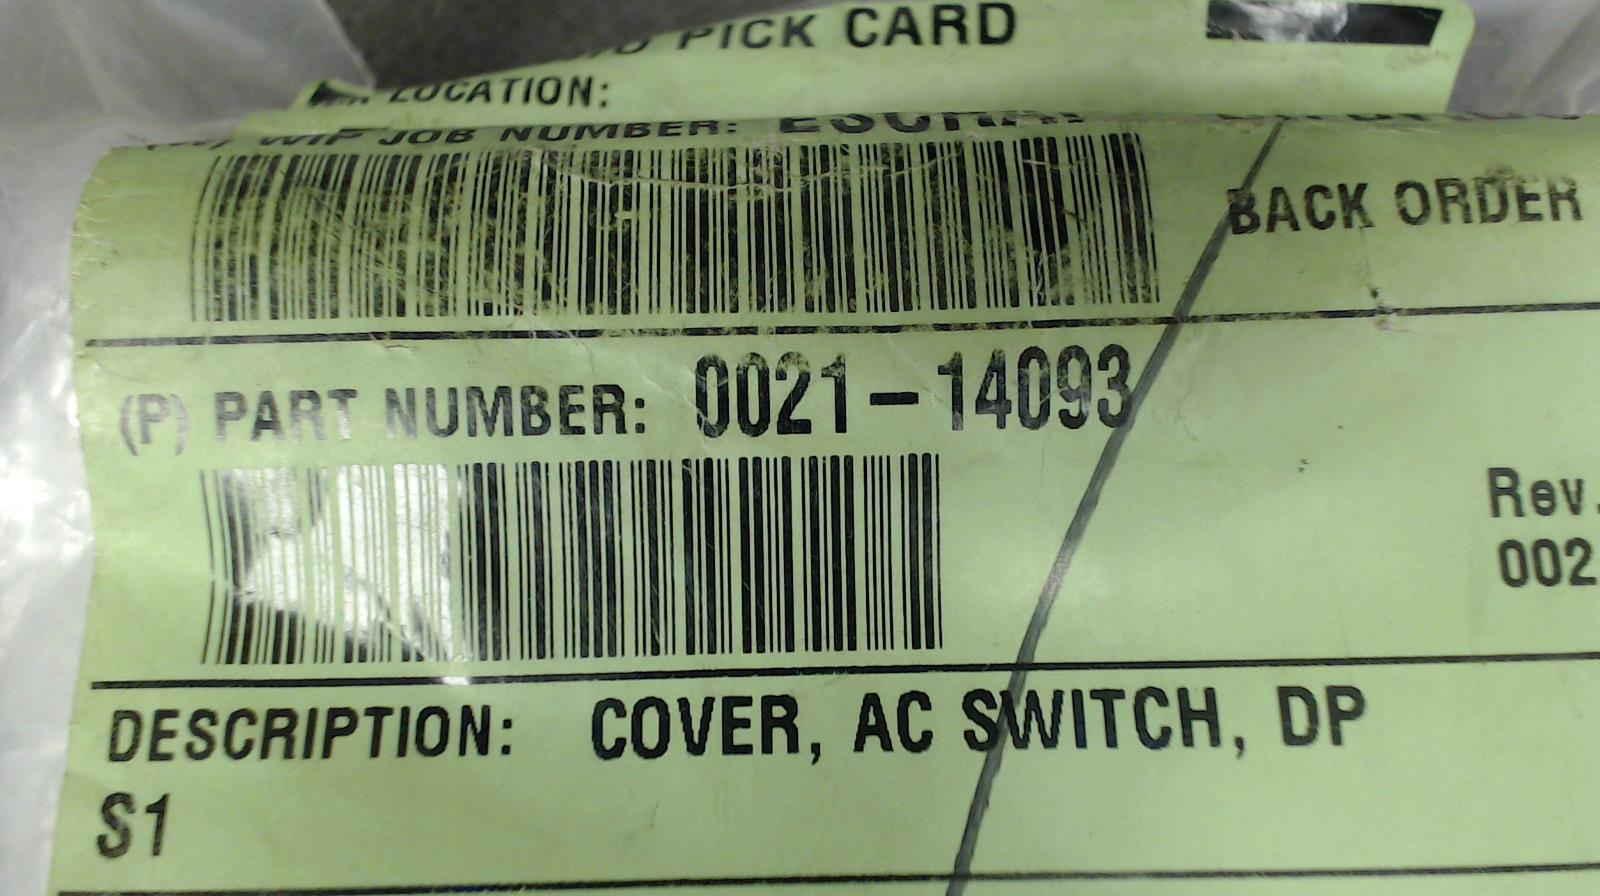 PICK CARD
LOCATION:
WIP JOB NUMBER:
BACK ORDER
(P) PART NUMBER: 0021-14093
Rev.
002
DESCRIPTION: COVER, AC SWITCH, DP
S1